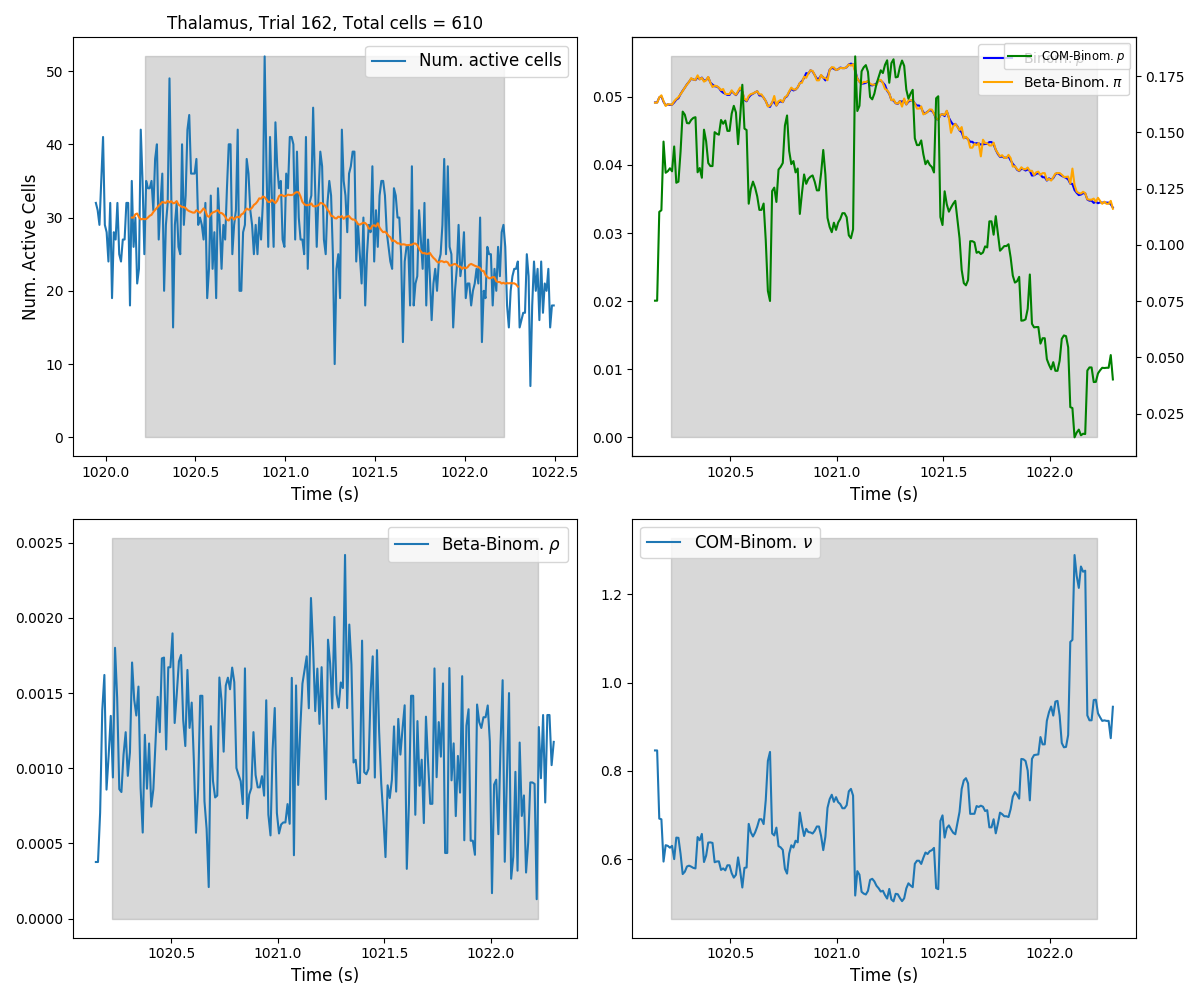 Thalamus, Trial 162, Total cells = 610
Num. active cells
Num. Active Cells
50
40
30
20
10
0
1020.0 1020.5 1021.0 1021.5 1022.0 1022.5
Time (s)
COM-Binom. p
Binom. p
Beta-Binom. π
0.05
0.04
0.03
0.02
0.01
0.00
0.175
0.150
0.125
0.100
0.075
0.050
0.025
1020.5 1021.0 1021.5 1022.0
Time (s)
Beta-Binom. ρ
0.0025
0.0020
0.0015
0.0010
0.0005
0.0000
1020.5 1021.0 1021.5 1022.0
Time (s)
COM-Binom. ν
1.2
1.0
0.8
0.6
1020.5 1021.0 1021.5 1022.0
Time (s)